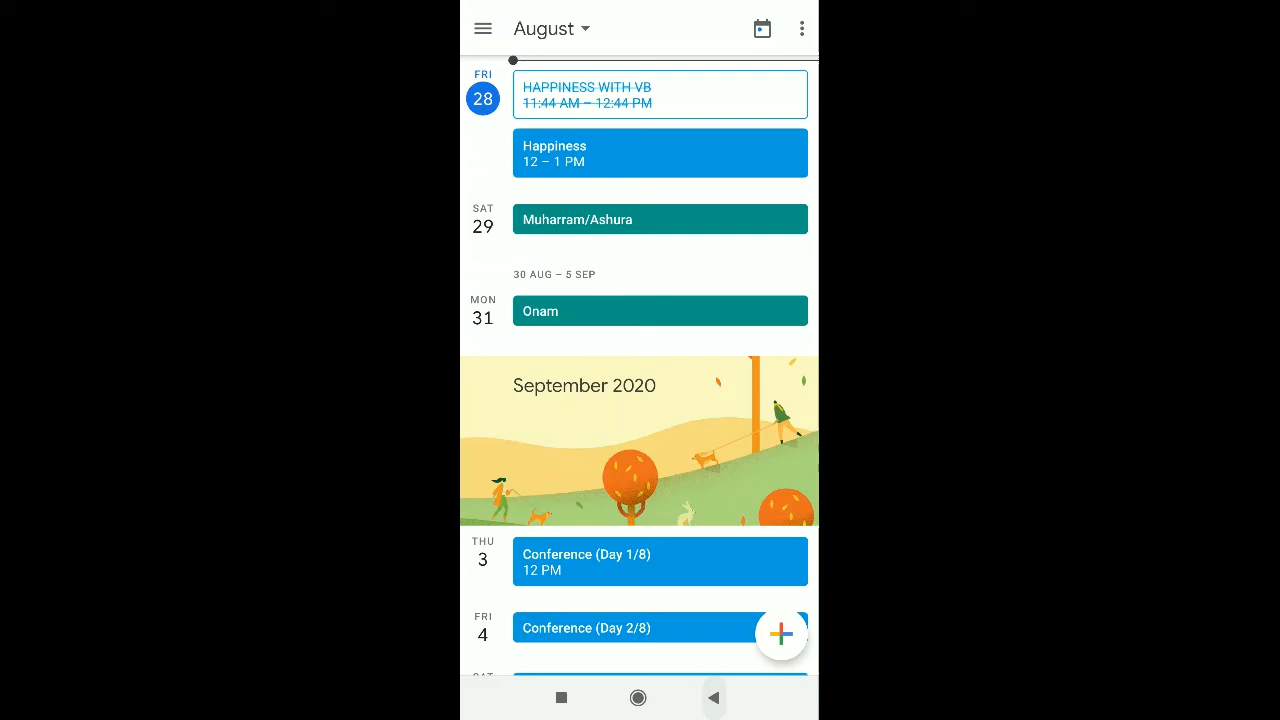 August
FRI
28
HAPPINESS WITH VB
11:44 AM – 12:44 PM
Happiness
12 – 1 PM
SAT
29
Muharram/Ashura
30 AUG – 5 SEP
MON
31
Onam
September 2020
THU
3
Conference (Day 1/8)
12 PM
FRI
4
Conference (Day 2/8)